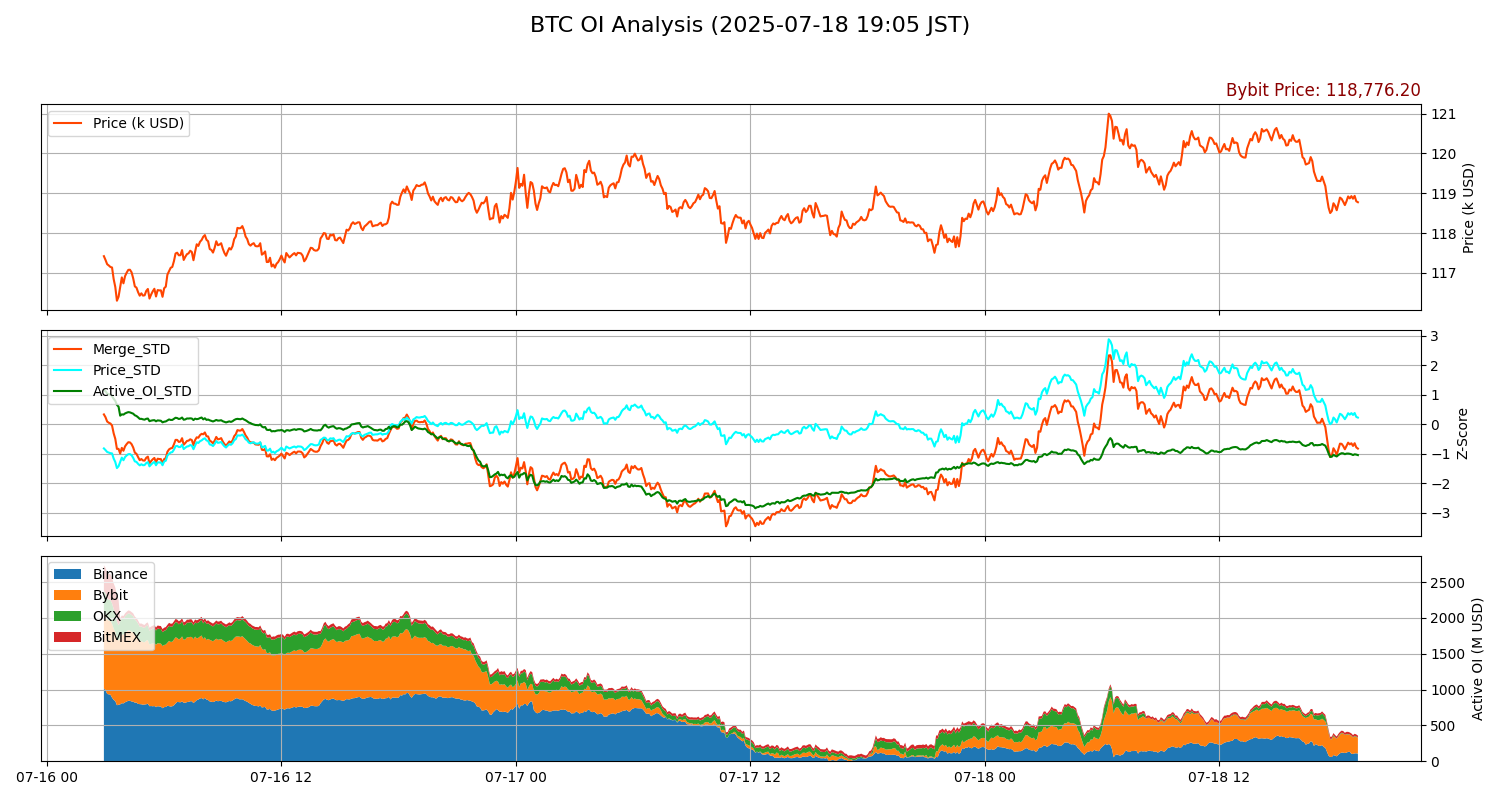 BTC OI Analysis (2025-07-18 19:05 JST)
Bybit Price: 118,776.20
Price (k USD)
121
120
119
118
117
Price (k USD)
Merge_STD
Price_STD
Active_OI_STD
3
2
1
0
−1
−2
−3
Z-Score
Binance
Bybit
OKX
BitMEX
2500
2000
1500
1000
500
0
Active OI (M USD)
07-16 00
07-16 12
07-17 00
07-17 12
07-18 00
07-18 12